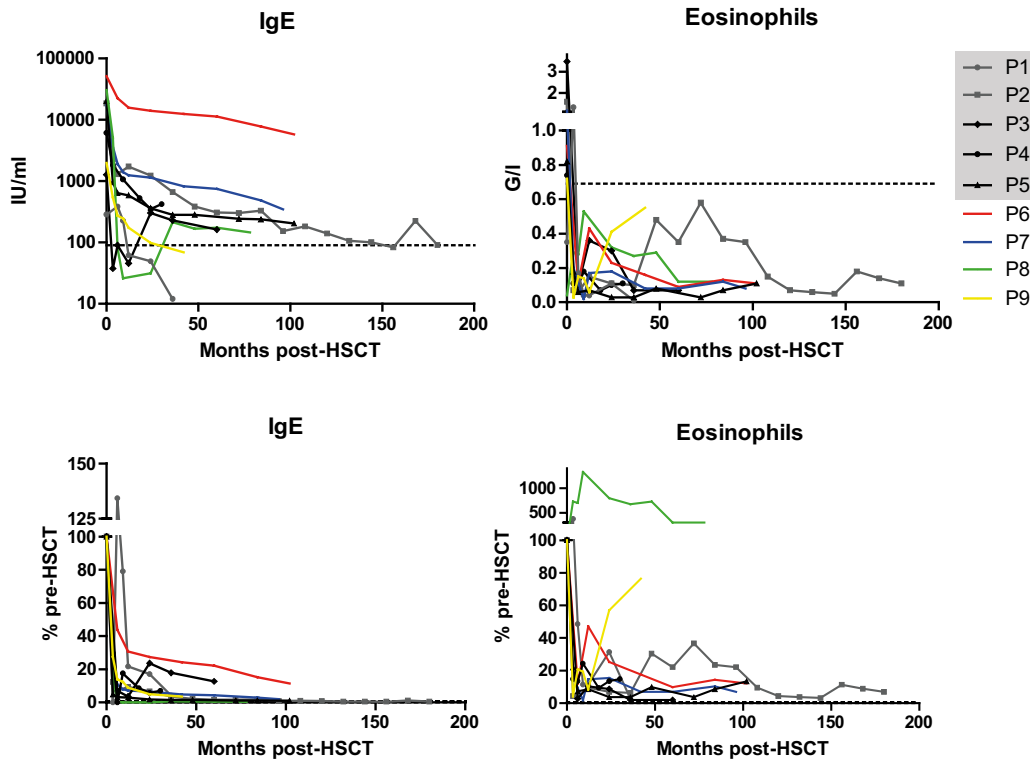 IgE
100000
10000
1000
100
10
IU/ml
0
50
100
150
200
Months post-HSCT
Eosinophils
3
2
1.0
0.8
0.6
0.4
0.2
0.0
G/l
0
50
100
150
200
Months post-HSCT
P1
P2
P3
P4
P5
P6
P7
P8
P9
IgE
150
125
100
80
60
40
20
0
% pre-HSCT
0
50
100
150
200
Months post-HSCT
Eosinophils
1000
500
100
80
60
40
20
0
% pre-HSCT
0
50
100
150
200
Months post-HSCT